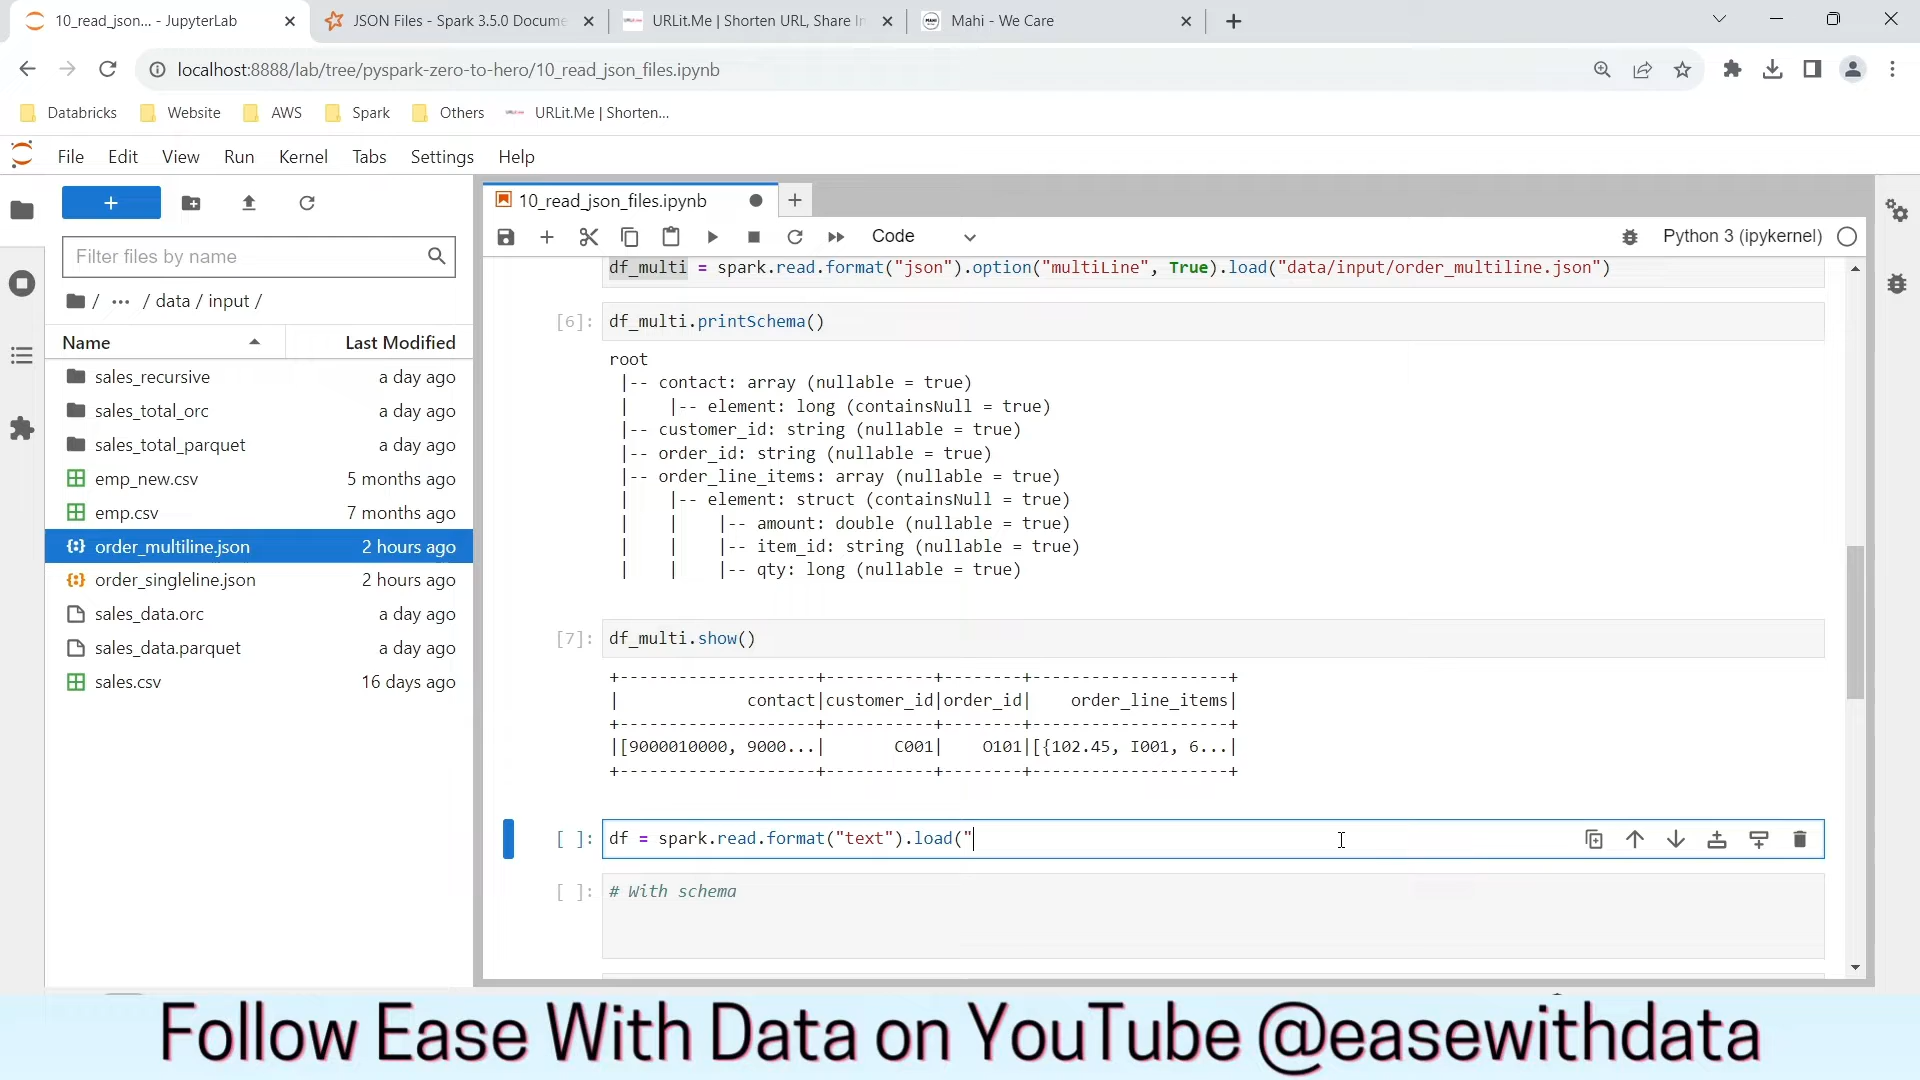 10_read_json... - JupyterLab
JSON Files - Spark 3.5.0 Docume
URLit.Me | Shorten URL, Share In
Mahi - We Care
localhost:8888/lab/tree/pyspark-zero-to-hero/10_read_json_files.ipynb
Databricks
Website
AWS
Spark
Others
URLit.Me | Shorten...
File Edit View Run Kernel Tabs Settings Help
10_read_json_files.ipynb
Filter files by name
Code
Python 3 (ipykernel)
/ ... / data / input /
Name Last Modified
sales_recursive a day ago
sales_total_orc a day ago
sales_total_parquet a day ago
emp_new.csv 5 months ago
emp.csv 7 months ago
order_multiline.json 2 hours ago
order_singleline.json 2 hours ago
sales_data.orc a day ago
sales_data.parquet a day ago
sales.csv 16 days ago
df_multi = spark.read.format("json").option("multiLine", True).load("data/input/order_multiline.json")
[6]: df_multi.printSchema()
root
|-- contact: array (nullable = true)
| |-- element: long (containsNull = true)
|-- customer_id: string (nullable = true)
|-- order_id: string (nullable = true)
|-- order_line_items: array (nullable = true)
| |-- element: struct (containsNull = true)
| | |-- amount: double (nullable = true)
| | |-- item_id: string (nullable = true)
| | |-- qty: long (nullable = true)
[7]: df_multi.show()
+--------------------+-----------+--------+--------------------+
| contact|customer_id|order_id| order_line_items|
+--------------------+-----------+--------+--------------------+
|[9000010000, 9000...| C001| O101|[{102.45, I001, 6...|
+--------------------+-----------+--------+--------------------+
[ ]: df = spark.read.format("text").load("
[ ]: # With schema
Follow Ease With Data on YouTube @easewithdata